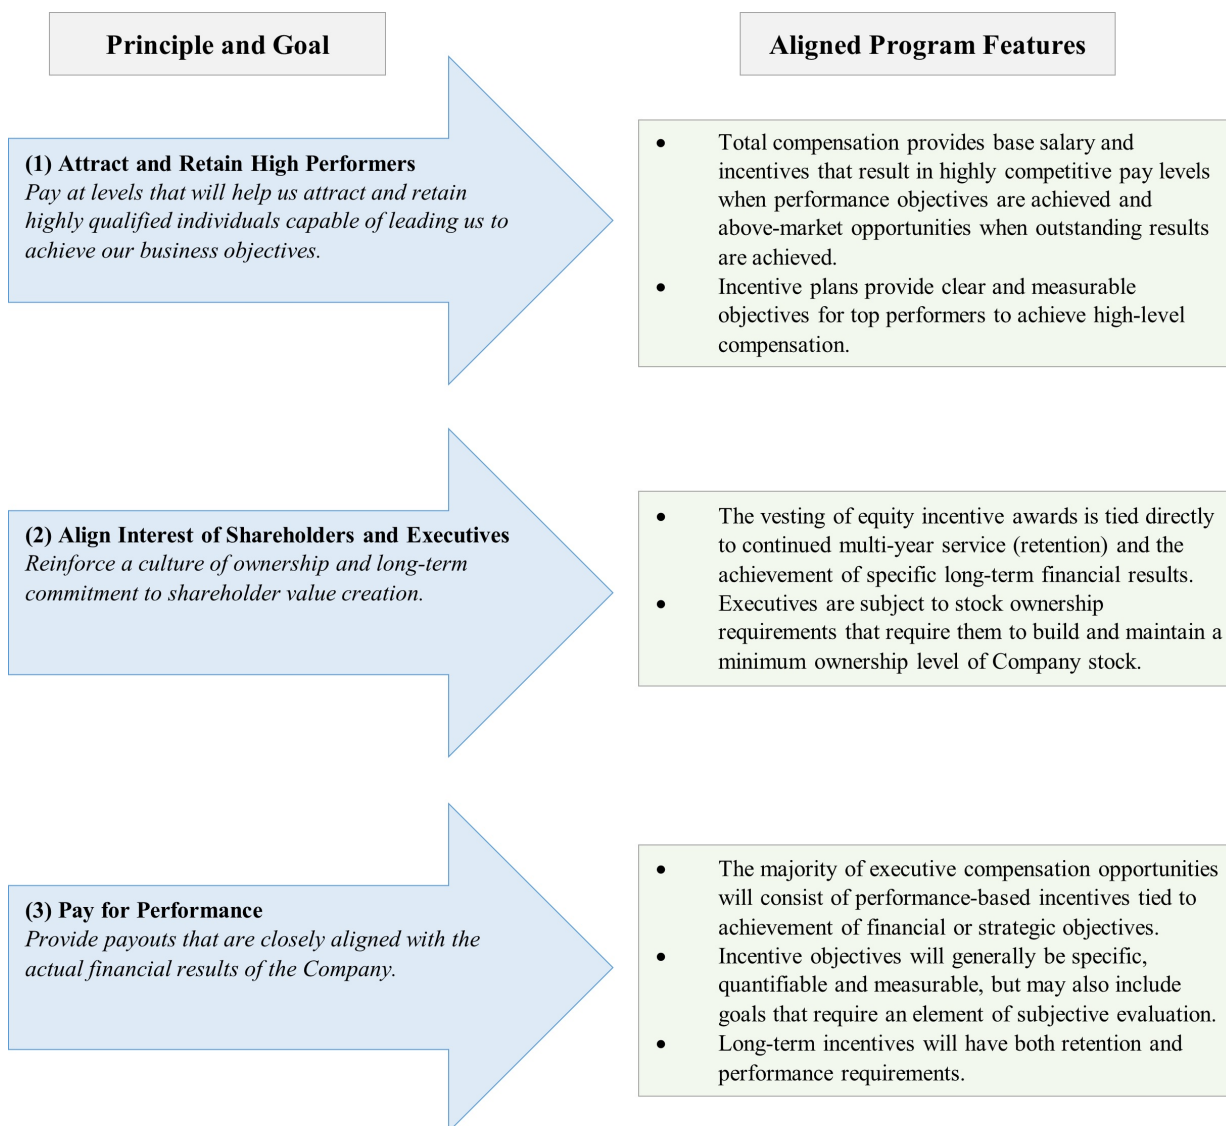 Principle and Goal
Aligned Program Features
(1) Attract and Retain High Performers
Pay at levels that will help us attract and retain
highly qualified individuals capable of leading us to
achieve our business objectives.
• Total compensation provides base salary and
incentives that result in highly competitive pay levels
when performance objectives are achieved and
above-market opportunities when outstanding results
are achieved.
• Incentive plans provide clear and measurable
objectives for top performers to achieve high-level
compensation.
(2) Align Interest of Shareholders and Executives
Reinforce a culture of ownership and long-term
commitment to shareholder value creation.
• The vesting of equity incentive awards is tied directly
to continued multi-year service (retention) and the
achievement of specific long-term financial results.
• Executives are subject to stock ownership
requirements that require them to build and maintain a
minimum ownership level of Company stock.
(3) Pay for Performance
Provide payouts that are closely aligned with the
actual financial results of the Company.
• The majority of executive compensation opportunities
will consist of performance-based incentives tied to
achievement of financial or strategic objectives.
• Incentive objectives will generally be specific,
quantifiable and measurable, but may also include
goals that require an element of subjective evaluation.
• Long-term incentives will have both retention and
performance requirements.